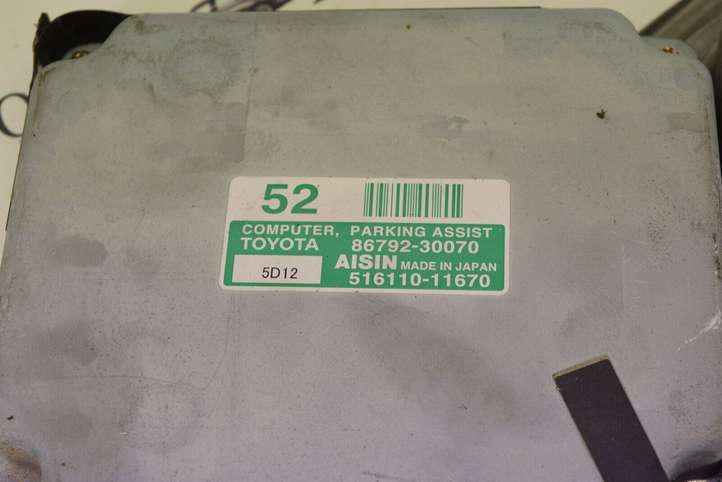 52
COMPUTER, PARKING ASSIST
TOYOTA 86792-30070
5D12
AISIN MADE IN JAPAN
516110-11670